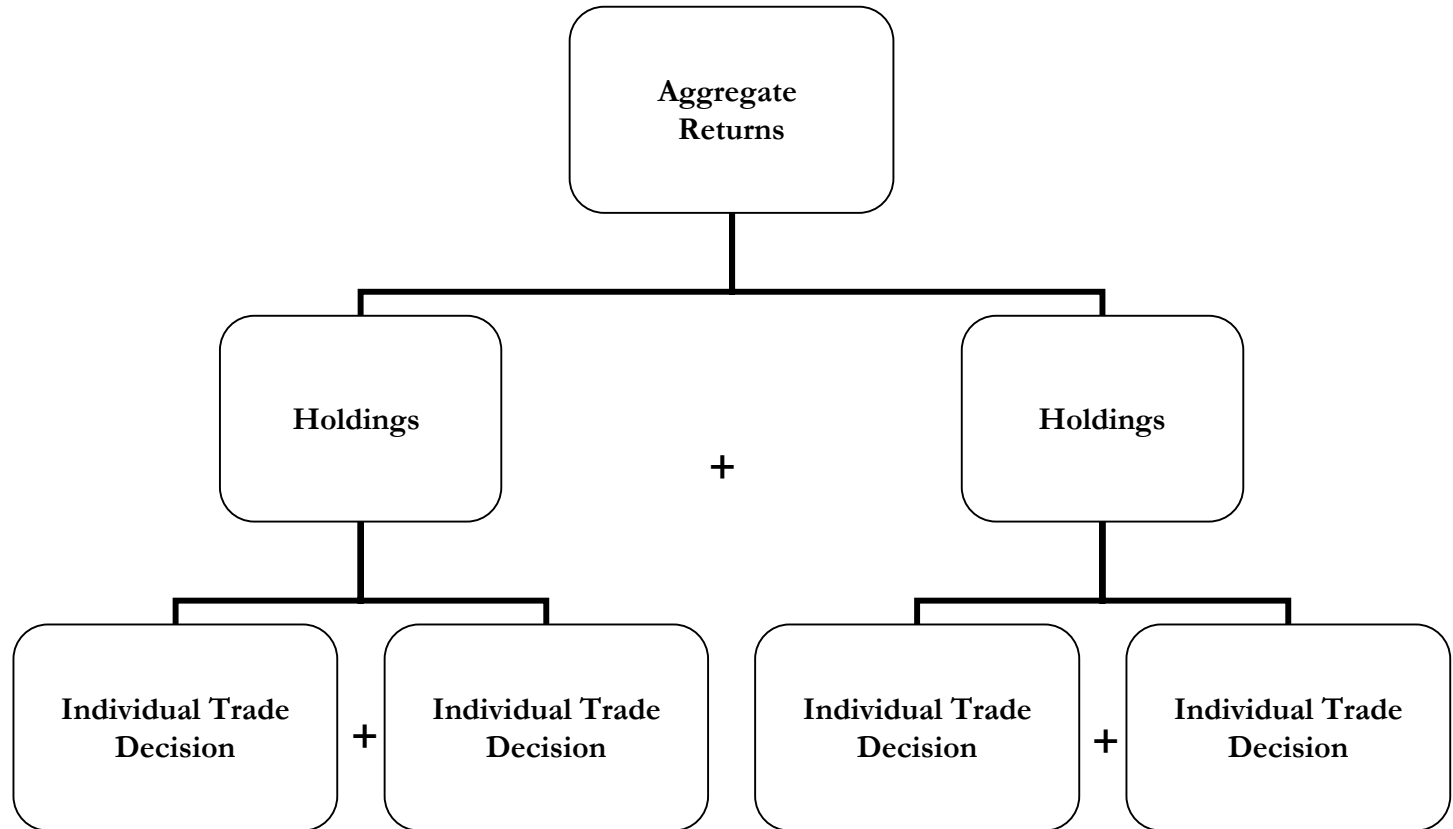 Aggregate
Returns
Holdings
Holdings
+
Individual Trade
Decision
+
Individual Trade
Decision
Individual Trade
Decision
+
Individual Trade
Decision